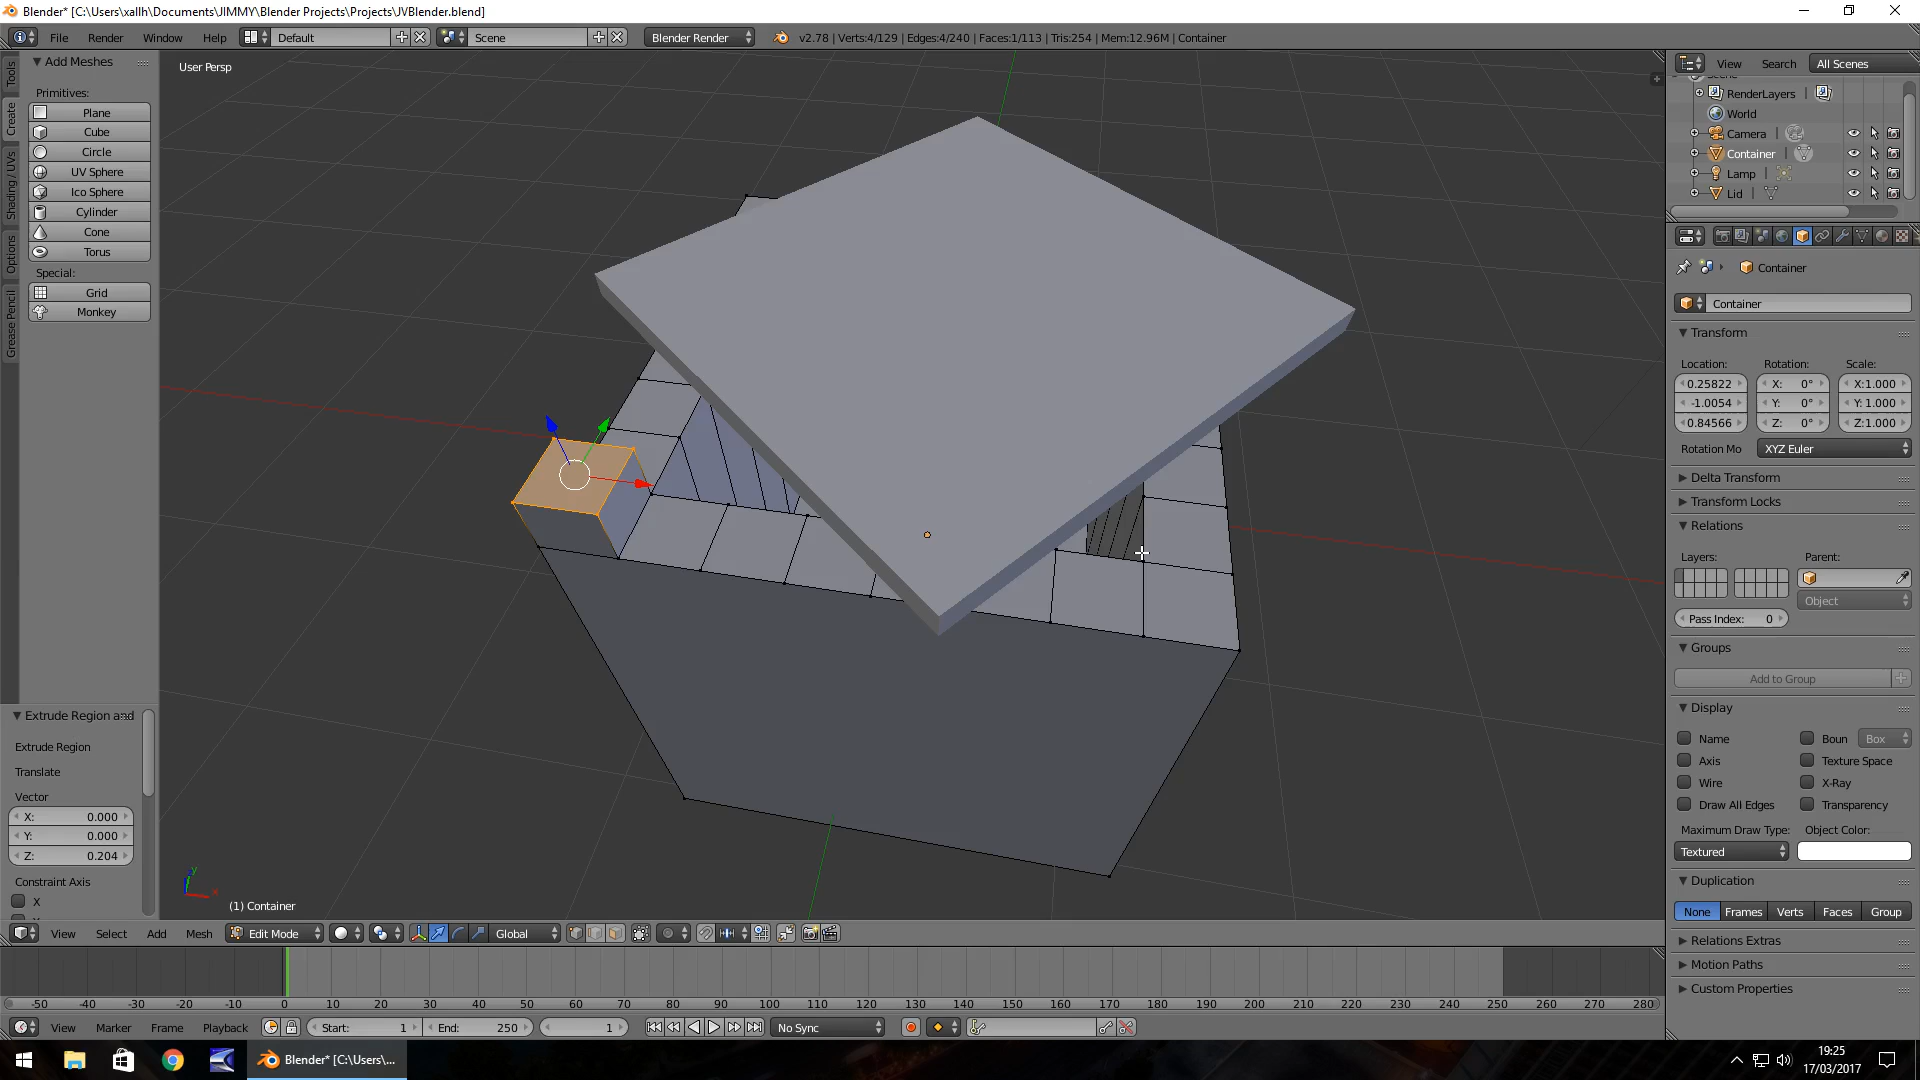 Blender* [C:\Users\xallh\Documents\JIMMY\Blender Projects\Projects\JVBlender.blend]
File Render Window Help Default Scene Blender Render v2.78 | Verts:4/129 | Edges:4/240 | Faces:1/113 | Tris:254 | Mem:12.96M | Container
Tools
Create
Shading / UVs
Options
Grease Pencil
Add Meshes
Primitives:
Plane
Cube
Circle
UV Sphere
Ico Sphere
Cylinder
Cone
Torus
Special:
Grid
Monkey
Extrude Region and
Extrude Region
Translate
Vector
X: 0.000
Y: 0.000
Z: 0.204
Constraint Axis
X
User Persp
(1) Container
View Select Add Mesh Edit Mode Global
-50 -40 -30 -20 -10 0 10 20 30 40 50 60 70 80 90 100 110 120 130 140 150 160 170 180 190 200 210 220 230 240 250 260 270 280
View Marker Frame Playback Start: 1 End: 250 1 No Sync
View Search All Scenes
RenderLayers
World
Camera
Container
Lamp
Lid
Container
Container
Transform
Location: Rotation: Scale:
0.25822 X: 0° X:1.000
-1.0054 Y: 0° Y: 1.000
0.84566 Z: 0° Z:1.000
Rotation Mo XYZ Euler
Delta Transform
Transform Locks
Relations
Layers: Parent:
Object
Pass Index: 0
Groups
Add to Group
Display
Name Boun Box
Axis Texture Space
Wire X-Ray
Draw All Edges Transparency
Maximum Draw Type: Object Color:
Textured
Duplication
None Frames Verts Faces Group
Relations Extras
Motion Paths
Custom Properties
Blender* [C:\Users\...
19:25
17/03/2017